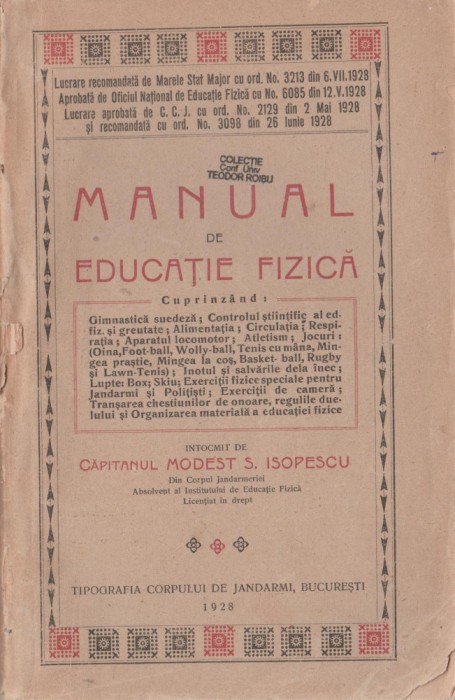 Lucrare recomandată de Marele Stat Major cu ord. No. 3213 din 6.VII.1928
Aprobată de Oficiul Național de Educație Fizică cu No. 6085 din 12.V.1928
Lucrare aprobată de C. C. J. cu ord. No. 2129 din 2 Mai 1928
și recomandată cu ord. No. 3098 din 26 Iunie 1928
COLECȚIE
Conf Univ
TEODOR ROIBU
MANUAL
DE
EDUCAȚIE FIZICĂ
Cuprinzând :
Gimnastică suedeză ; Controlul științific al ed-
fiz. și greutate ; Alimentația ; Circulația ; Respi-
rația ; Aparatul locomotor ; Atletism ; Jocuri :
(Oina, Foot-ball, Wolly-ball, Tenis cu mâna, Min-
gea praștie, Mingea la coș, Basket- ball, Rugby
și Lawn-Tenis) ; Inotul și salvările dela înec ;
Lupte: Box; Skiu; Exerciții fizice speciale pentru
Jandarmi și Polițiști ; Exerciții de cameră ;
Tranșarea chestiunilor de onoare, regulile due-
lului și Organizarea materială a educației fizice
INTOCMIT DE
CĂPITANUL MODEST S. ISOPESCU
Din Corpul Jandarmeriei
Absolvent al Institutului de Educație Fizică
Licențiat în drept
TIPOGRAFIA CORPULUI DE JANDARMI, BUCUREȘTI
1928